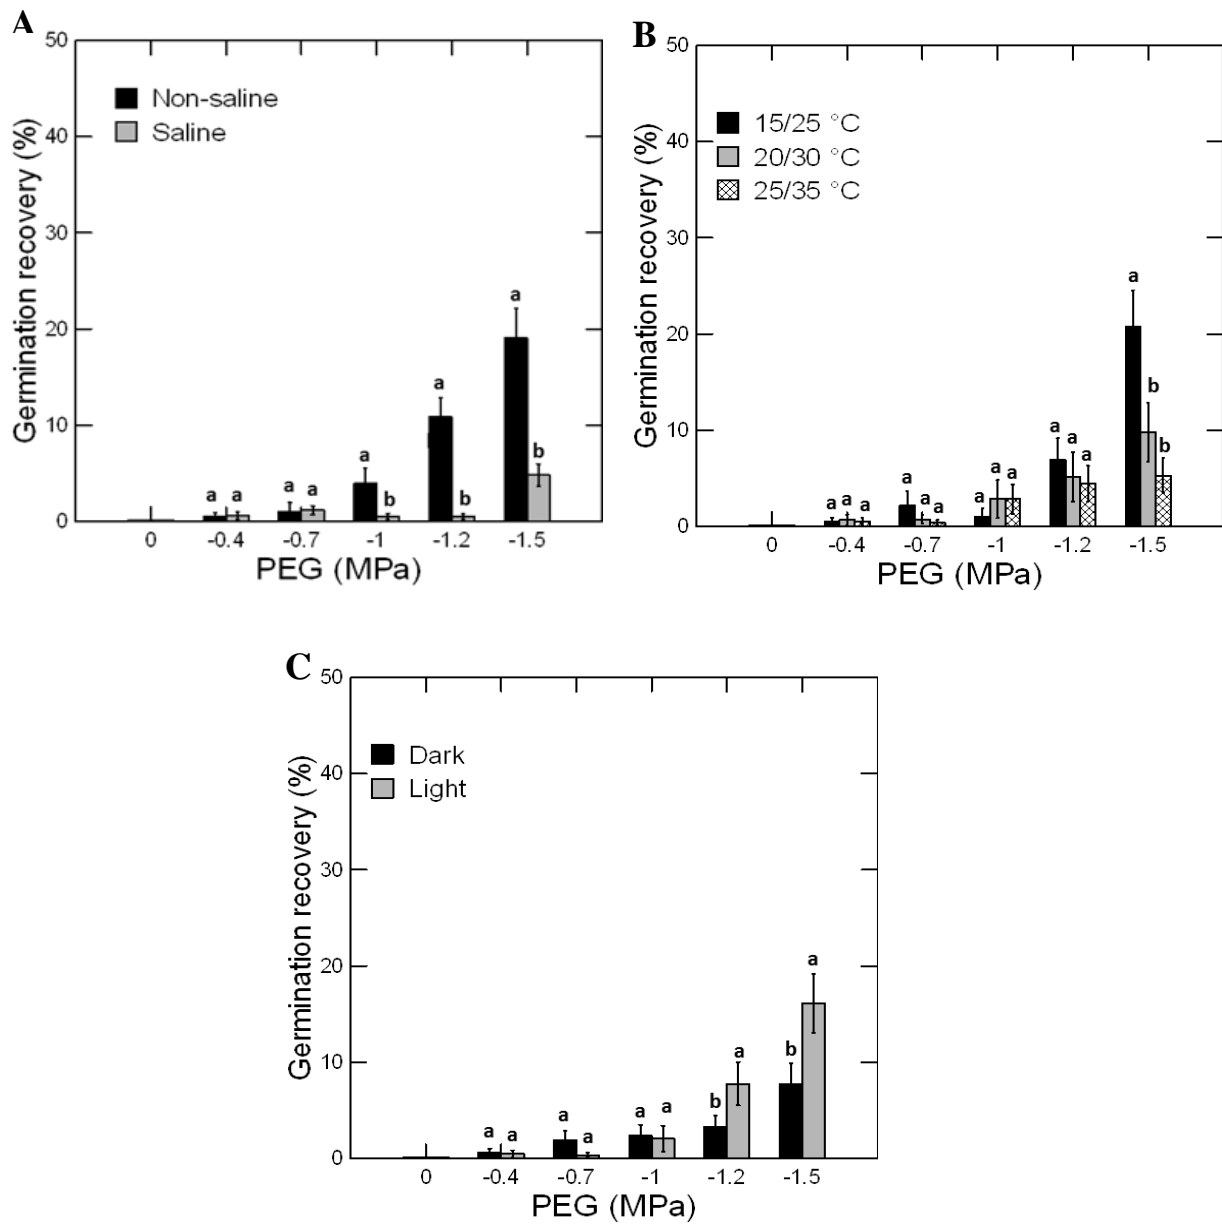 A
50
40
30
20
10
0
Germination recovery (%)
Non-saline
Saline
a a
a a
a b
a b
a b
0 -0.4 -0.7 -1 -1.2 -1.5
PEG (MPa)
B
50
40
30
20
10
0
Germination recovery (%)
15/25 °C
20/30 °C
25/35 °C
a a a
a a a
a a a
a a a
a b b
0 -0.4 -0.7 -1 -1.2 -1.5
PEG (MPa)
C
50
40
30
20
10
0
Germination recovery (%)
Dark
Light
a a
a a
a a
b a
b a
0 -0.4 -0.7 -1 -1.2 -1.5
PEG (MPa)